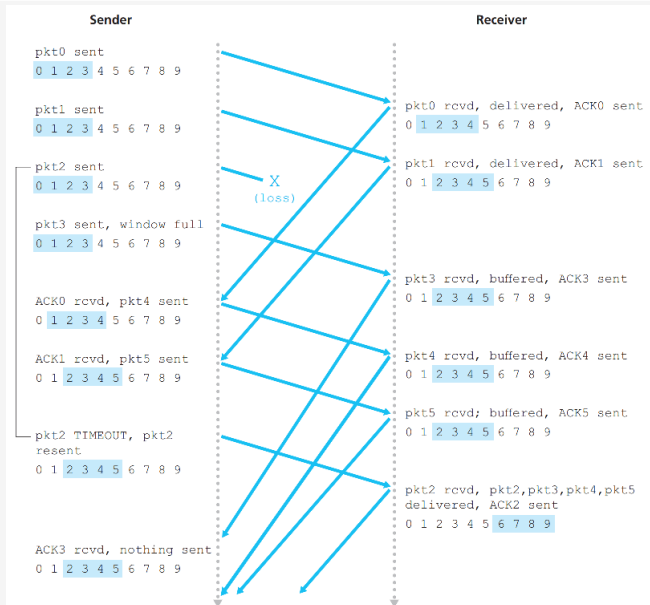 Sender
Receiver
pkt0 sent
0 1 2 3 4 5 6 7 8 9
pkt0 rcvd, delivered, ACK0 sent
0 1 2 3 4 5 6 7 8 9
pkt1 sent
0 1 2 3 4 5 6 7 8 9
pkt1 rcvd, delivered, ACK1 sent
0 1 2 3 4 5 6 7 8 9
pkt2 sent
0 1 2 3 4 5 6 7 8 9
X
(loss)
pkt3 sent, window full
0 1 2 3 4 5 6 7 8 9
pkt3 rcvd, buffered, ACK3 sent
0 1 2 3 4 5 6 7 8 9
ACK0 rcvd, pkt4 sent
0 1 2 3 4 5 6 7 8 9
pkt4 rcvd, buffered, ACK4 sent
0 1 2 3 4 5 6 7 8 9
ACK1 rcvd, pkt5 sent
0 1 2 3 4 5 6 7 8 9
pkt5 rcvd; buffered, ACK5 sent
0 1 2 3 4 5 6 7 8 9
pkt2 TIMEOUT, pkt2
resent
0 1 2 3 4 5 6 7 8 9
pkt2 rcvd, pkt2,pkt3,pkt4,pkt5
delivered, ACK2 sent
0 1 2 3 4 5 6 7 8 9
ACK3 rcvd, nothing sent
0 1 2 3 4 5 6 7 8 9